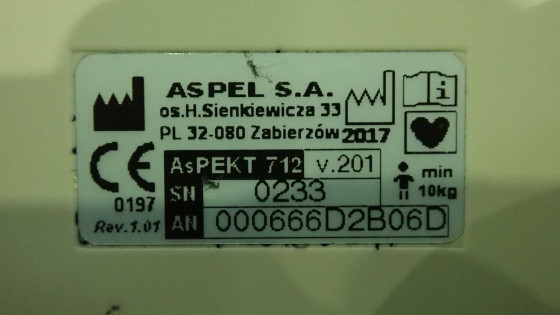 ASPEL S.A.
os.H.Sienkiewicza 33
PL 32-080 Zabierzów
2017
i
CE
0197
Rev.1.01
AsPEKT 712 v.201
SN 0233
AN 000666D2B06D
min
10kg